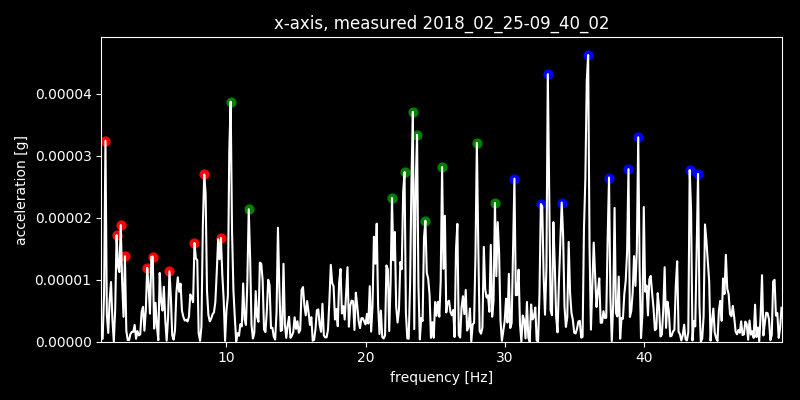 x-axis, measured 2018_02_25-09_40_02
acceleration [g]
0.00004
0.00003
0.00002
0.00001
0.00000
10 20 30 40
frequency [Hz]